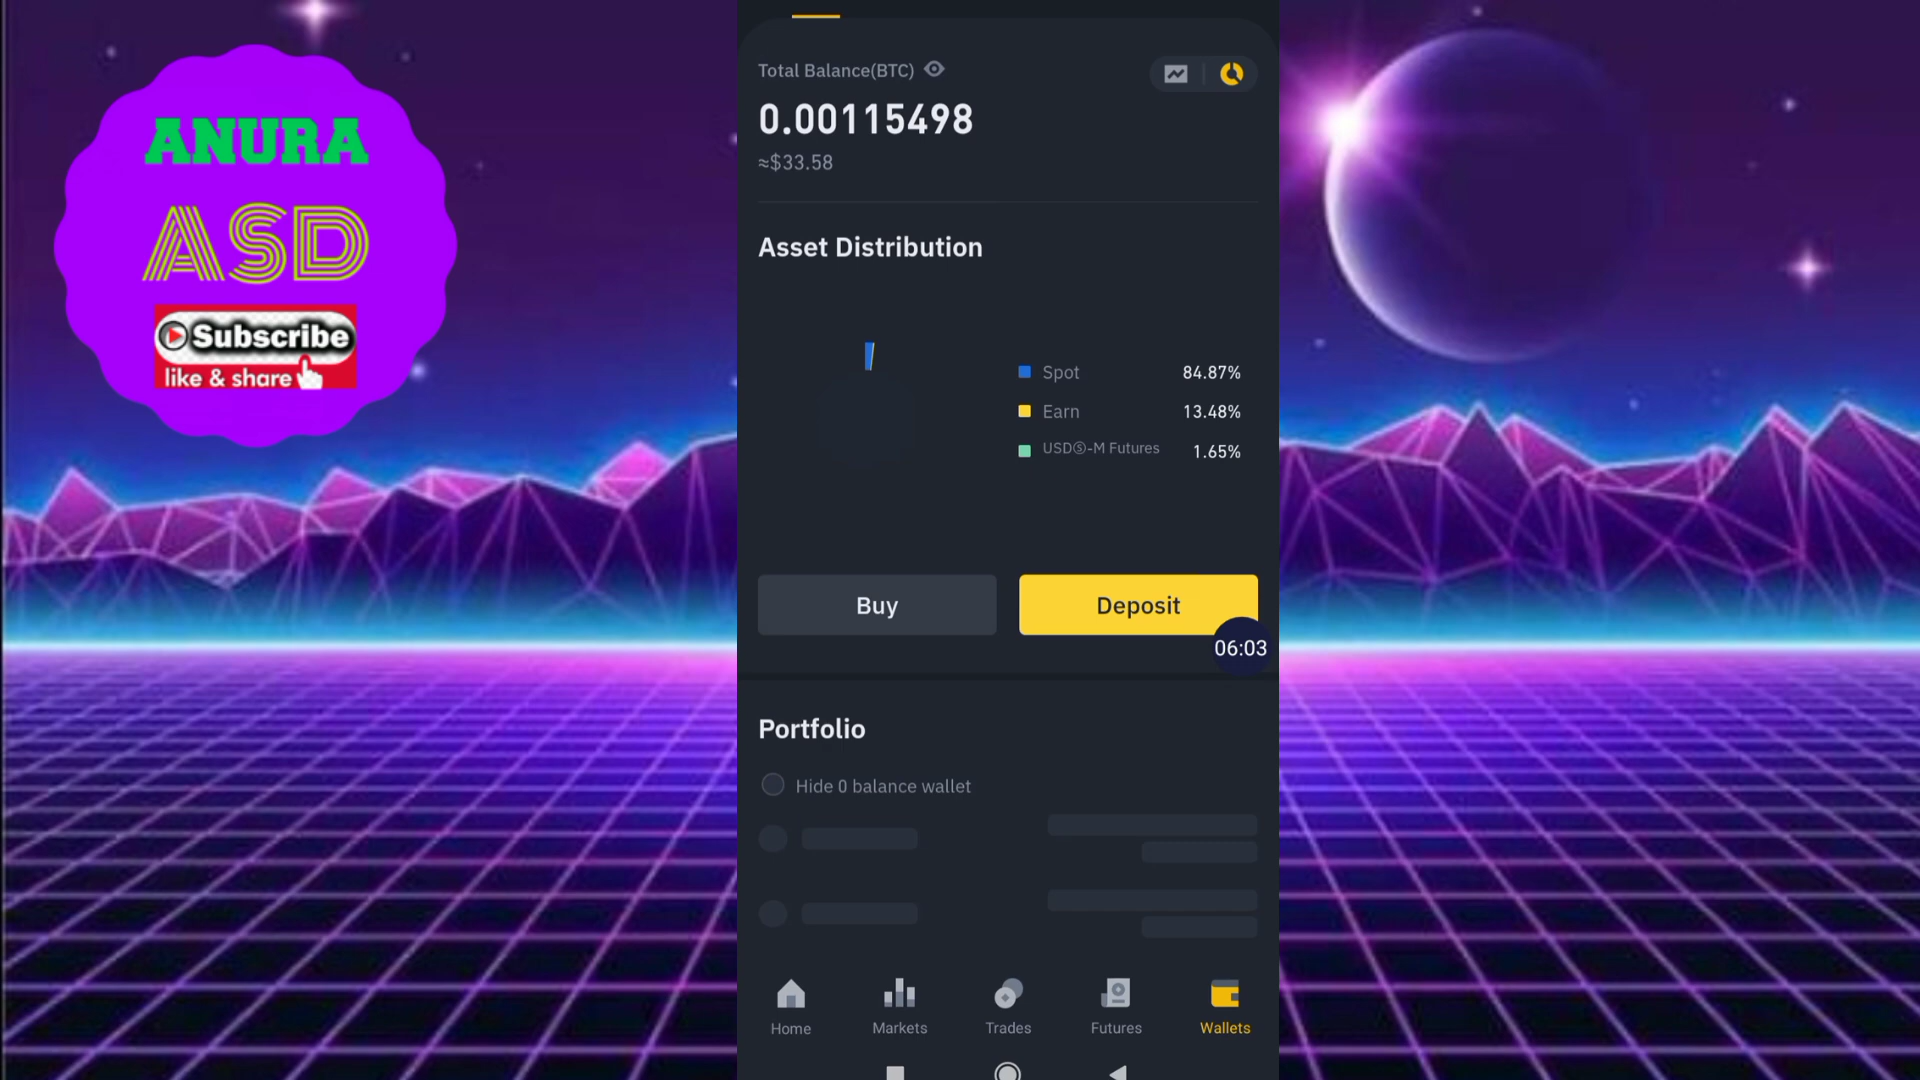 ANURA
ASD
Subscribe
like & share
Total Balance(BTC)
0.00115498
≈$33.58
Asset Distribution
Spot 84.87%
Earn 13.48%
USDⓈ-M Futures 1.65%
Buy
Deposit
06:03
Portfolio
Hide 0 balance wallet
Home
Markets
Trades
Futures
Wallets